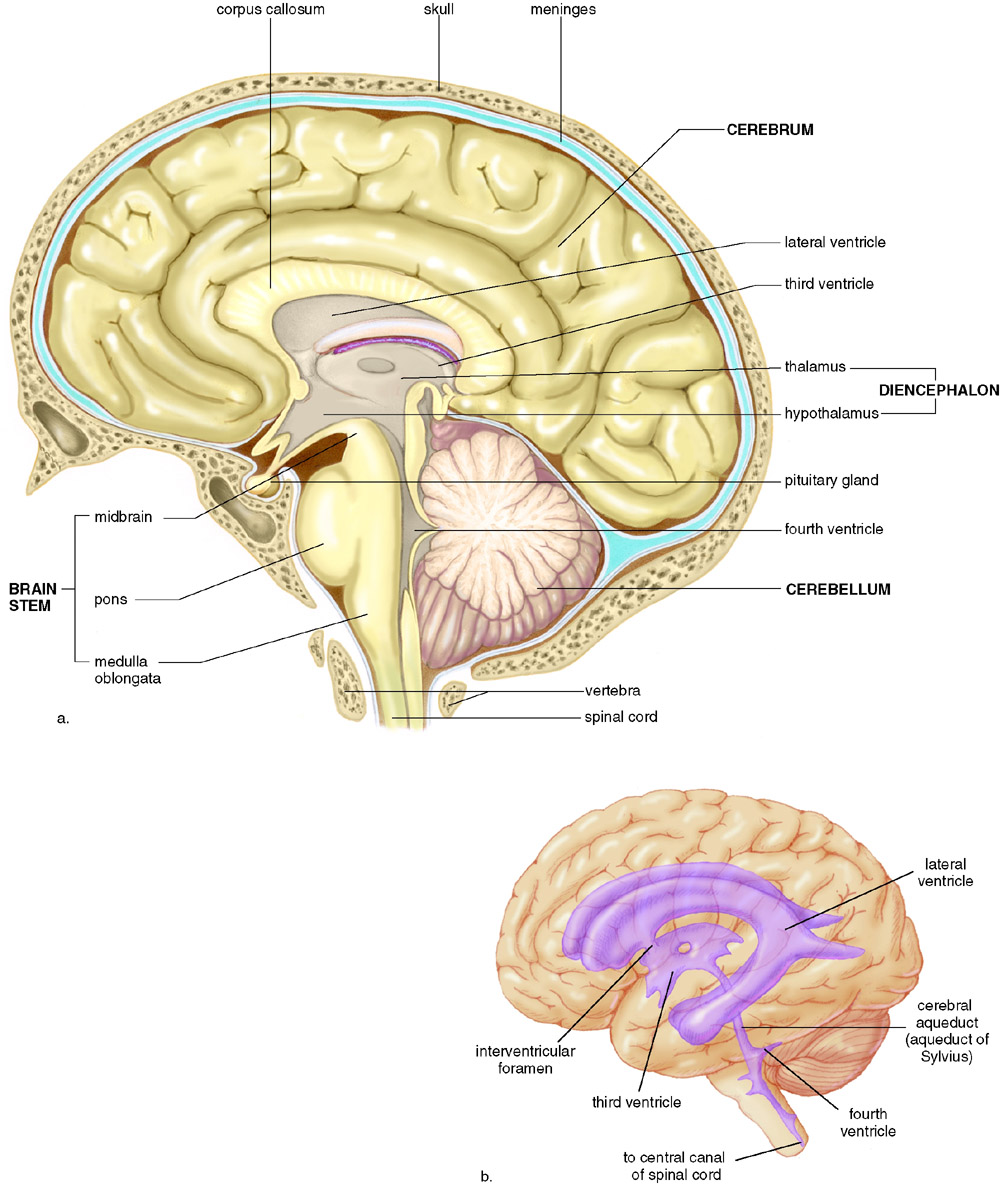 corpus callosum
skull
meninges
CEREBRUM
lateral ventricle
third ventricle
thalamus
DIENCEPHALON
hypothalamus
pituitary gland
midbrain
fourth ventricle
BRAIN
STEM
pons
CEREBELLUM
medulla
oblongata
vertebra
spinal cord
a.
lateral
ventricle
cerebral
aqueduct
(aqueduct of
Sylvius)
interventricular
foramen
third ventricle
fourth
ventricle
to central canal
of spinal cord
b.